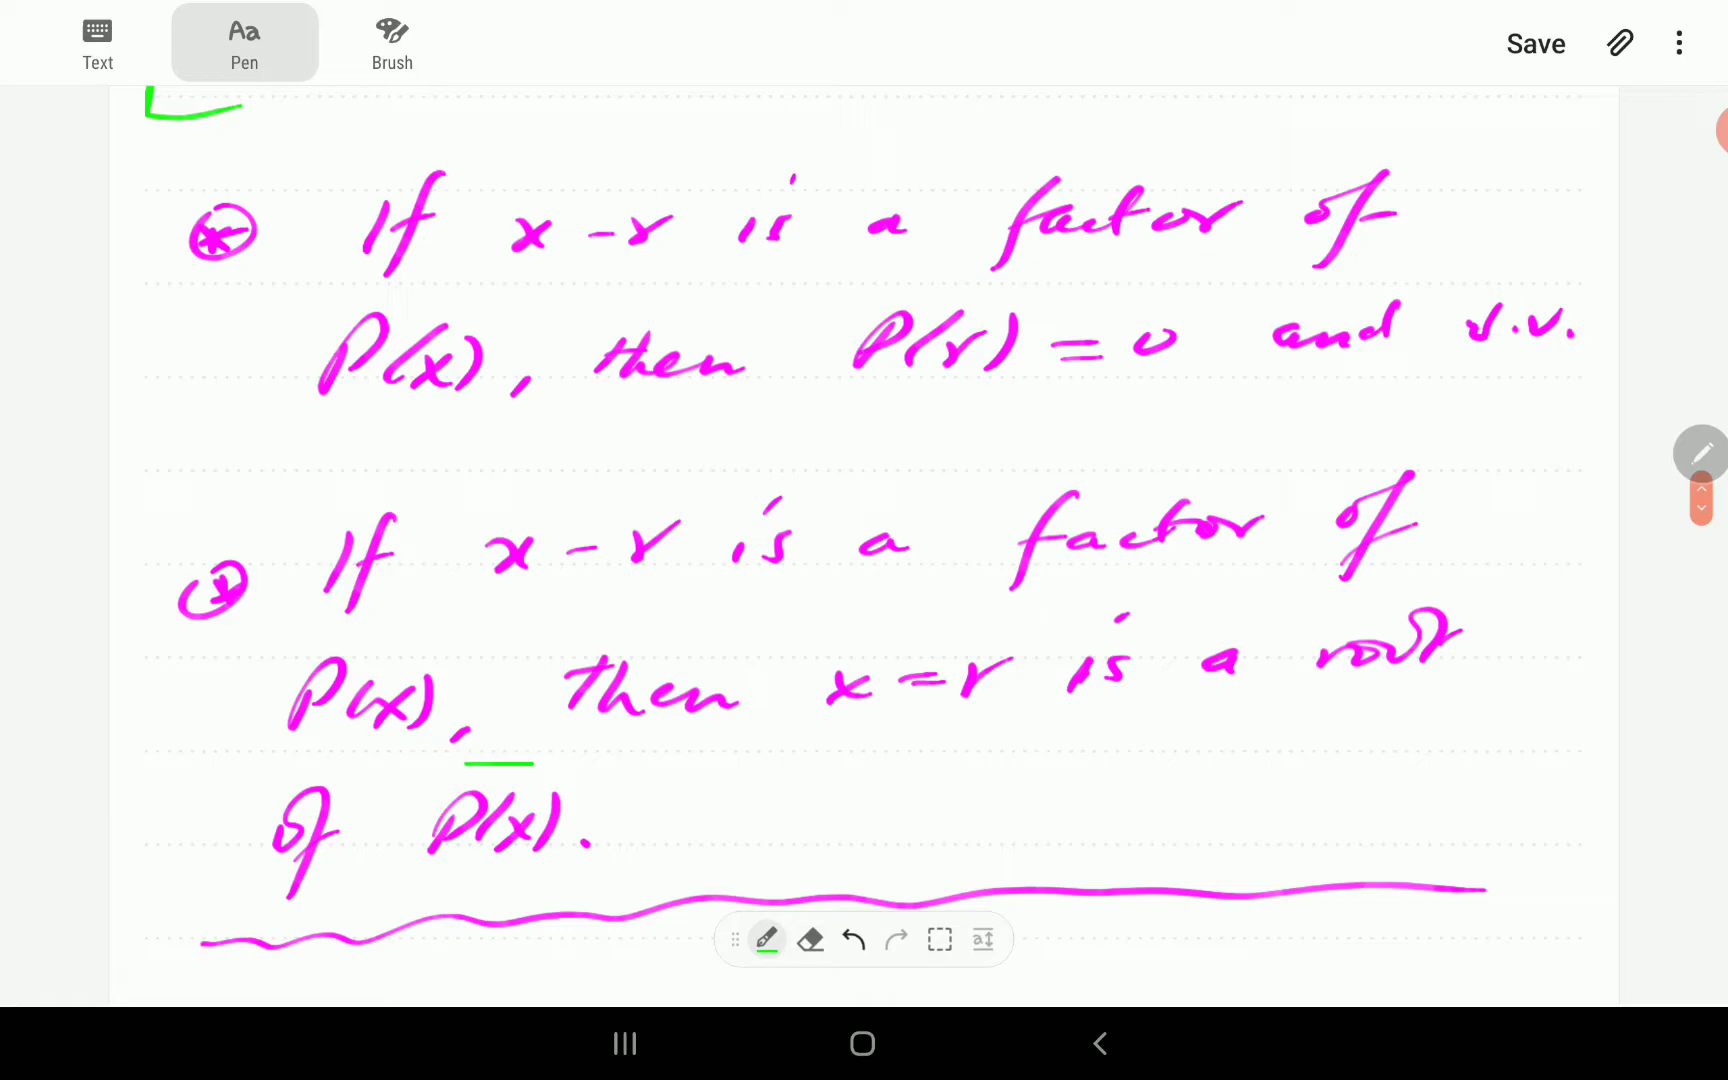 Text
Aa
Pen
Brush
Save
If x - r is a factor of
P(x), then P(r) = 0 and v.v.
If x - r is a factor of
P(x), then x = r is a root
of P(x).